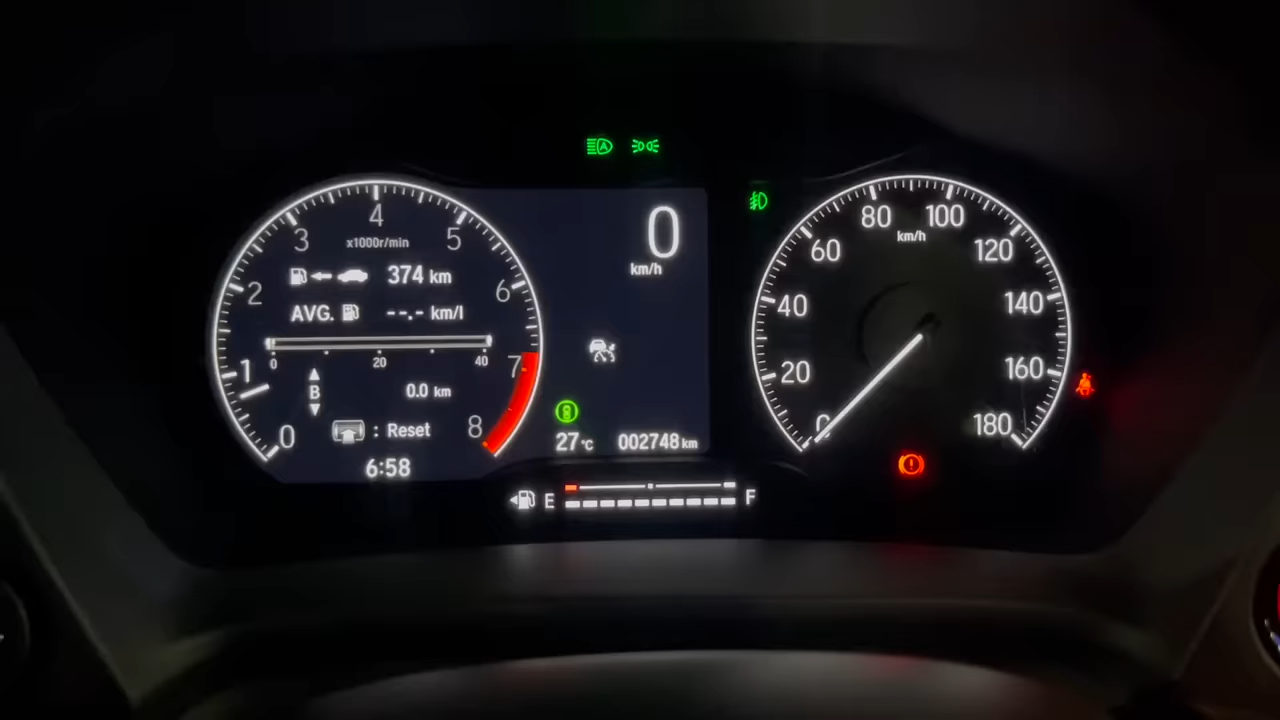 0
km/h
4
3
5
x1000r/min
374 km
2
6
AVG. --.- km/l
0 20 40
1
7
B 0.0 km
: Reset
8
0
6:58
27°C 002748 km
E F
80 100
km/h
60 120
40 140
20 160
0 180
A